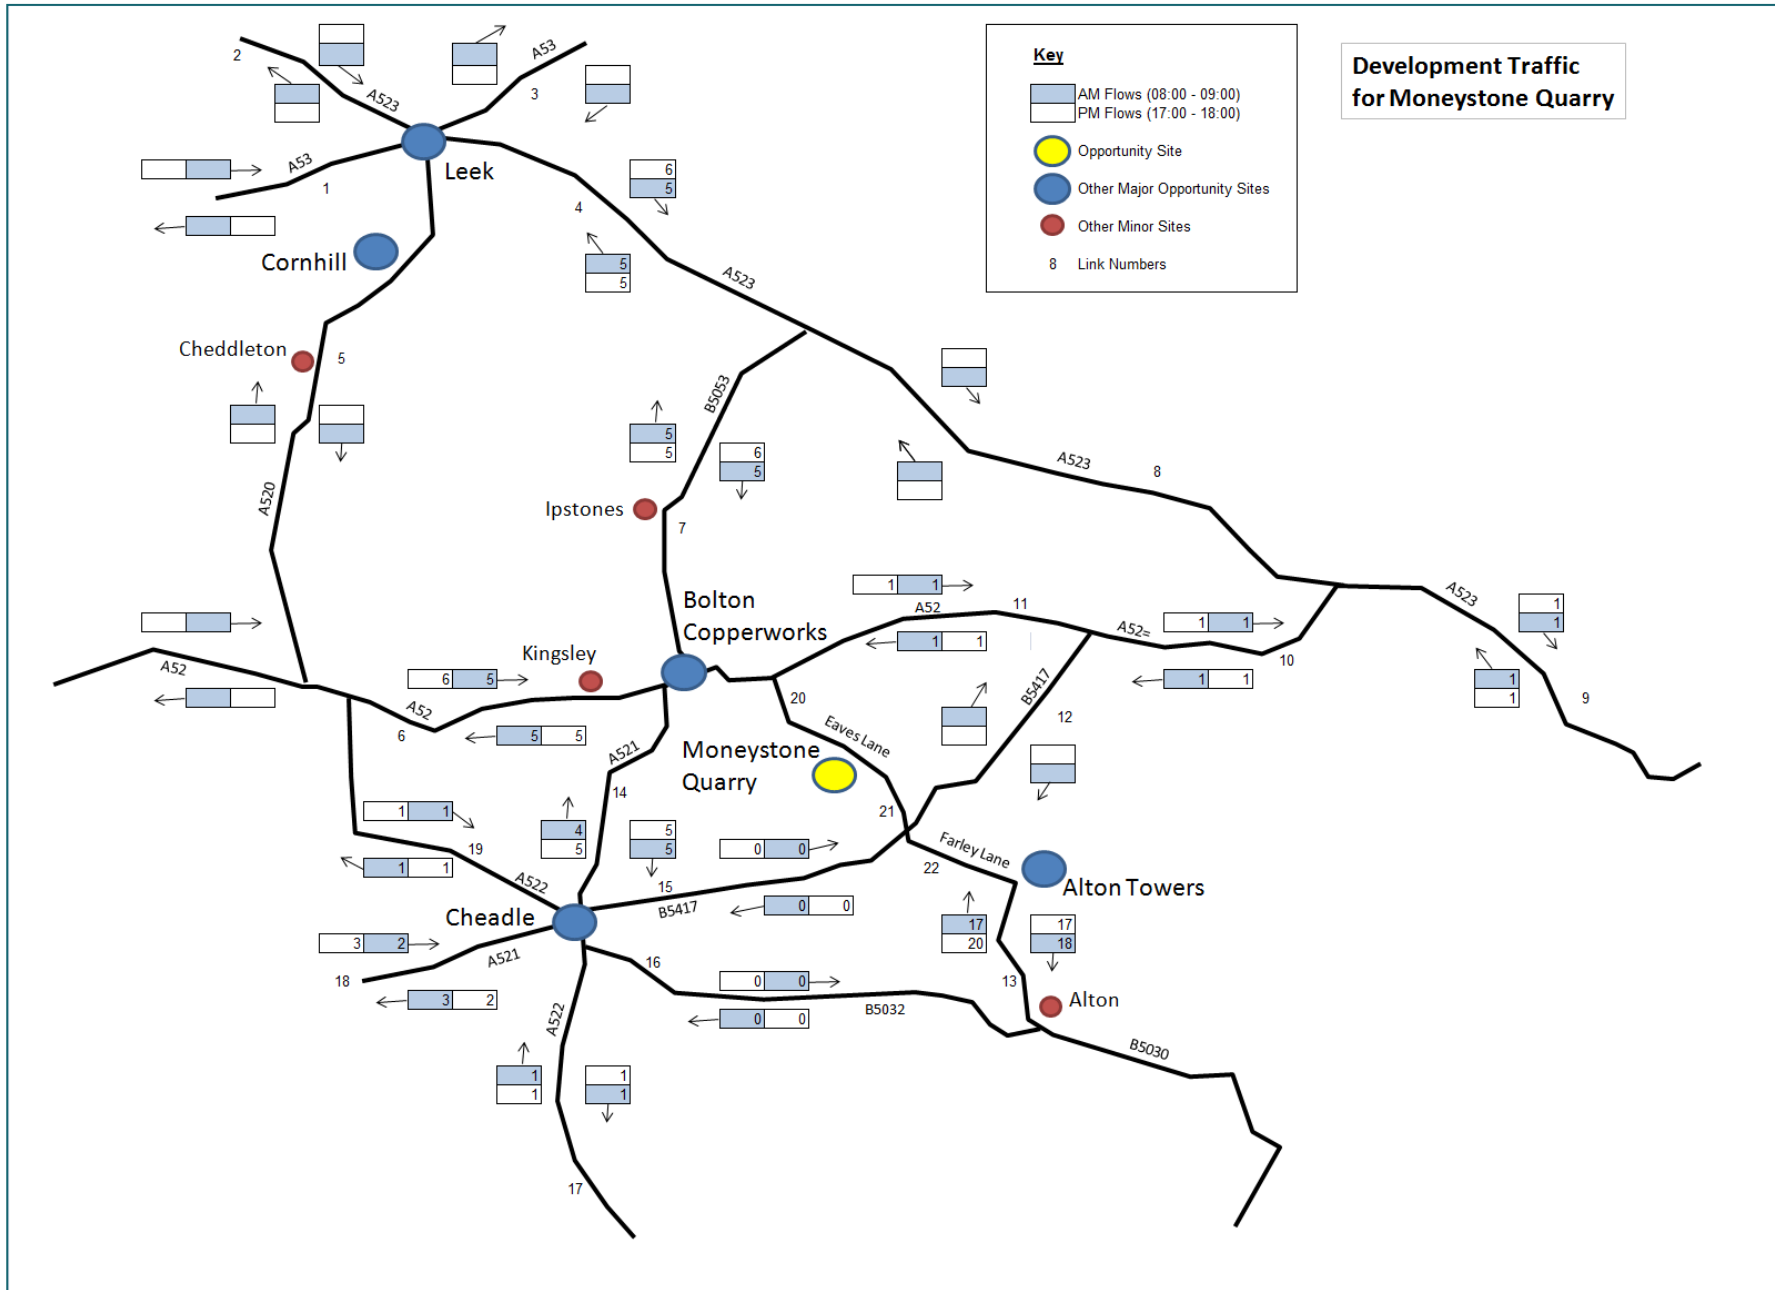 Key
AM Flows (08:00 - 09:00)
PM Flows (17:00 - 18:00)
Opportunity Site
Other Major Opportunity Sites
Other Minor Sites
8 Link Numbers
Development Traffic
for Moneystone Quarry
2
A523
A53
3
A53
1
Leek
4
6
5
5
5
Cornhill
A523
Cheddleton
5
B5053
5
5
6
5
A523
8
A520
Ipstones
7
Bolton
Copperworks
1 1
A52
11
1 1
A52=
1 1
1 1
10
A523
1
1
1
1
9
A52
Kingsley
6 5
A52
6
5 5
20
Eaves Lane
B5417
12
Moneystone
Quarry
A521
14
21
1 1
19
1 1
A522
4
5
5
5
0 0
15
B5417
0 0
Farley Lane
22
Alton Towers
17
20
17
18
Cheadle
3 2
A521
18
3 2
16
0 0
B5032
0 0
13
Alton
A522
1
1
1
1
B5030
17